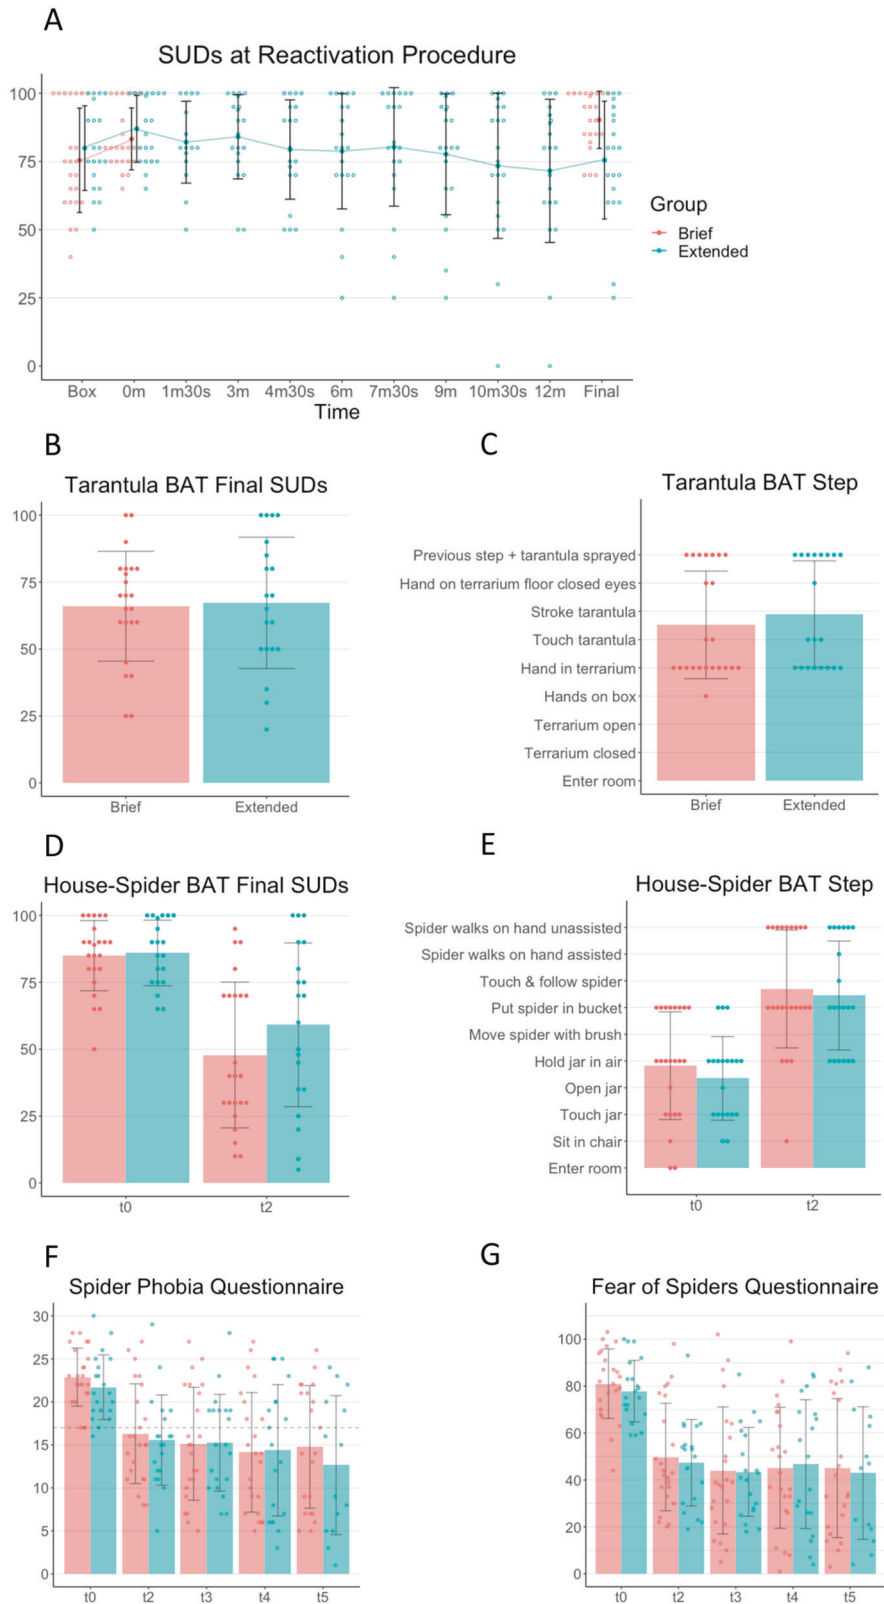 A
SUDs at Reactivation Procedure
100
75
50
25
0
Box 0m 1m30s 3m 4m30s 6m 7m30s 9m 10m30s 12m Final
Time
Group
Brief
Extended
B
Tarantula BAT Final SUDs
100
75
50
25
0
Brief Extended
C
Tarantula BAT Step
Previous step + tarantula sprayed
Hand on terrarium floor closed eyes
Stroke tarantula
Touch tarantula
Hand in terrarium
Hands on box
Terrarium open
Terrarium closed
Enter room
Brief Extended
D
House-Spider BAT Final SUDs
100
75
50
25
0
t0 t2
E
House-Spider BAT Step
Spider walks on hand unassisted
Spider walks on hand assisted
Touch & follow spider
Put spider in bucket
Move spider with brush
Hold jar in air
Open jar
Touch jar
Sit in chair
Enter room
t0 t2
F
Spider Phobia Questionnaire
30
25
20
15
10
5
0
t0 t2 t3 t4 t5
G
Fear of Spiders Questionnaire
100
80
60
40
20
0
t0 t2 t3 t4 t5